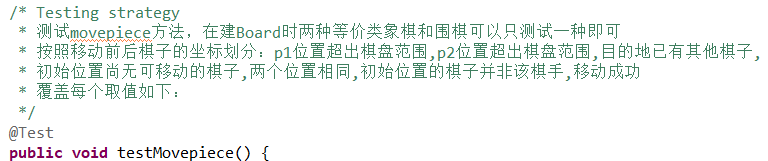 /* Testing strategy
* 测试movepiece方法，在建Board时两种等价类象棋和围棋可以只测试一种即可
* 按照移动前后棋子的坐标划分：p1位置超出棋盘范围,p2位置超出棋盘范围,目的地已有其他棋子,
* 初始位置尚无可移动的棋子,两个位置相同,初始位置的棋子并非该棋手,移动成功
* 覆盖每个取值如下：
*/
@Test
public void testMovepiece() {